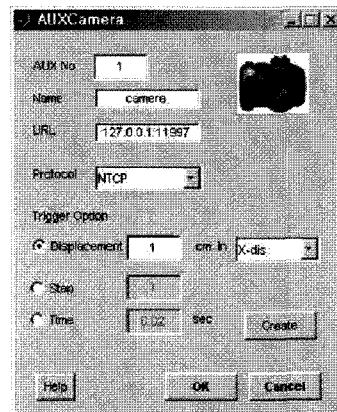 AUXCamera
AUX No 1
Name camera
URL 127.0.0.1:11997
Protocol NTCP
Trigger Option
Displacement 1 cm in X-dis
Step 1
Time 0.02 sec
Create
Help OK Cancel